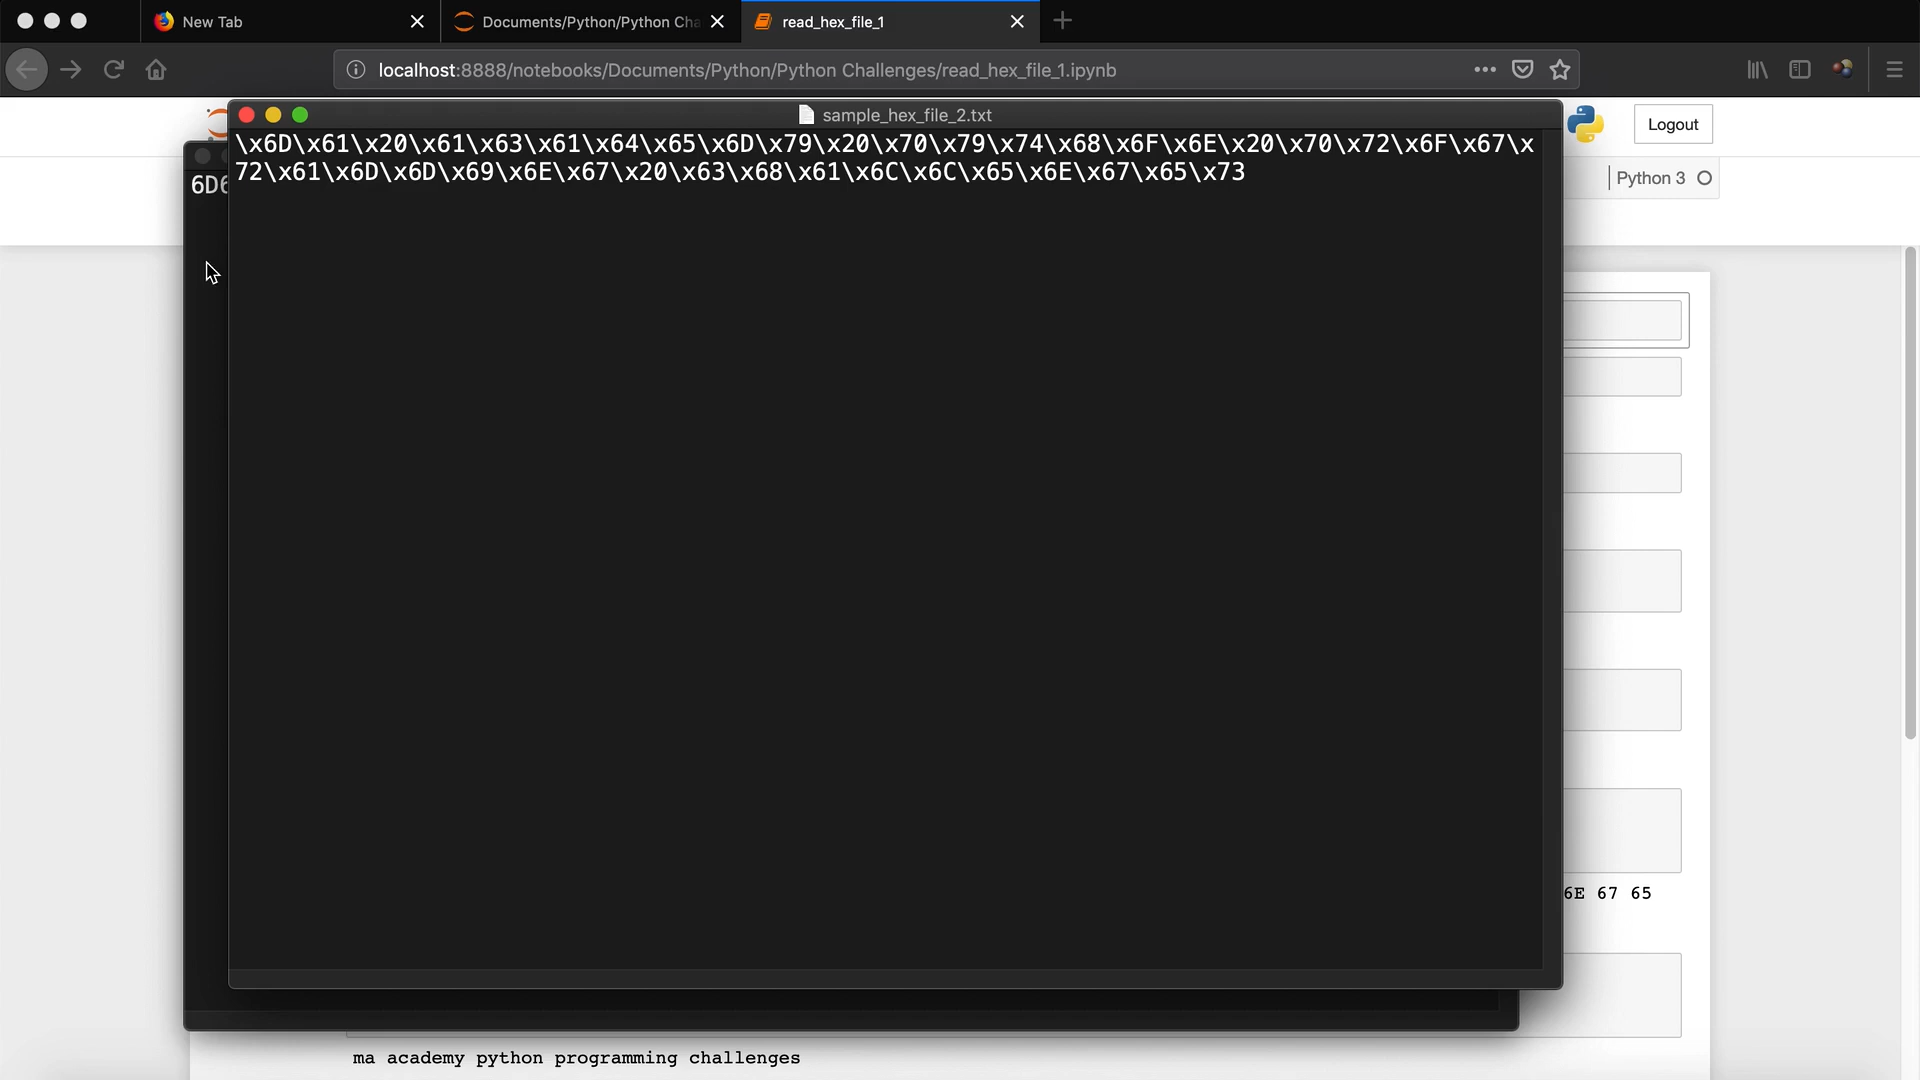 New Tab
Documents/Python/Python Cha
read_hex_file_1
localhost:8888/notebooks/Documents/Python/Python Challenges/read_hex_file_1.ipynb
sample_hex_file_2.txt
Logout
\x6D\x61\x20\x61\x63\x61\x64\x65\x6D\x79\x20\x70\x79\x74\x68\x6F\x6E\x20\x70\x72\x6F\x67\x
72\x61\x6D\x6D\x69\x6E\x67\x20\x63\x68\x61\x6C\x6C\x65\x6E\x67\x65\x73
6D6
Python 3
6E 67 65
ma academy python programming challenges